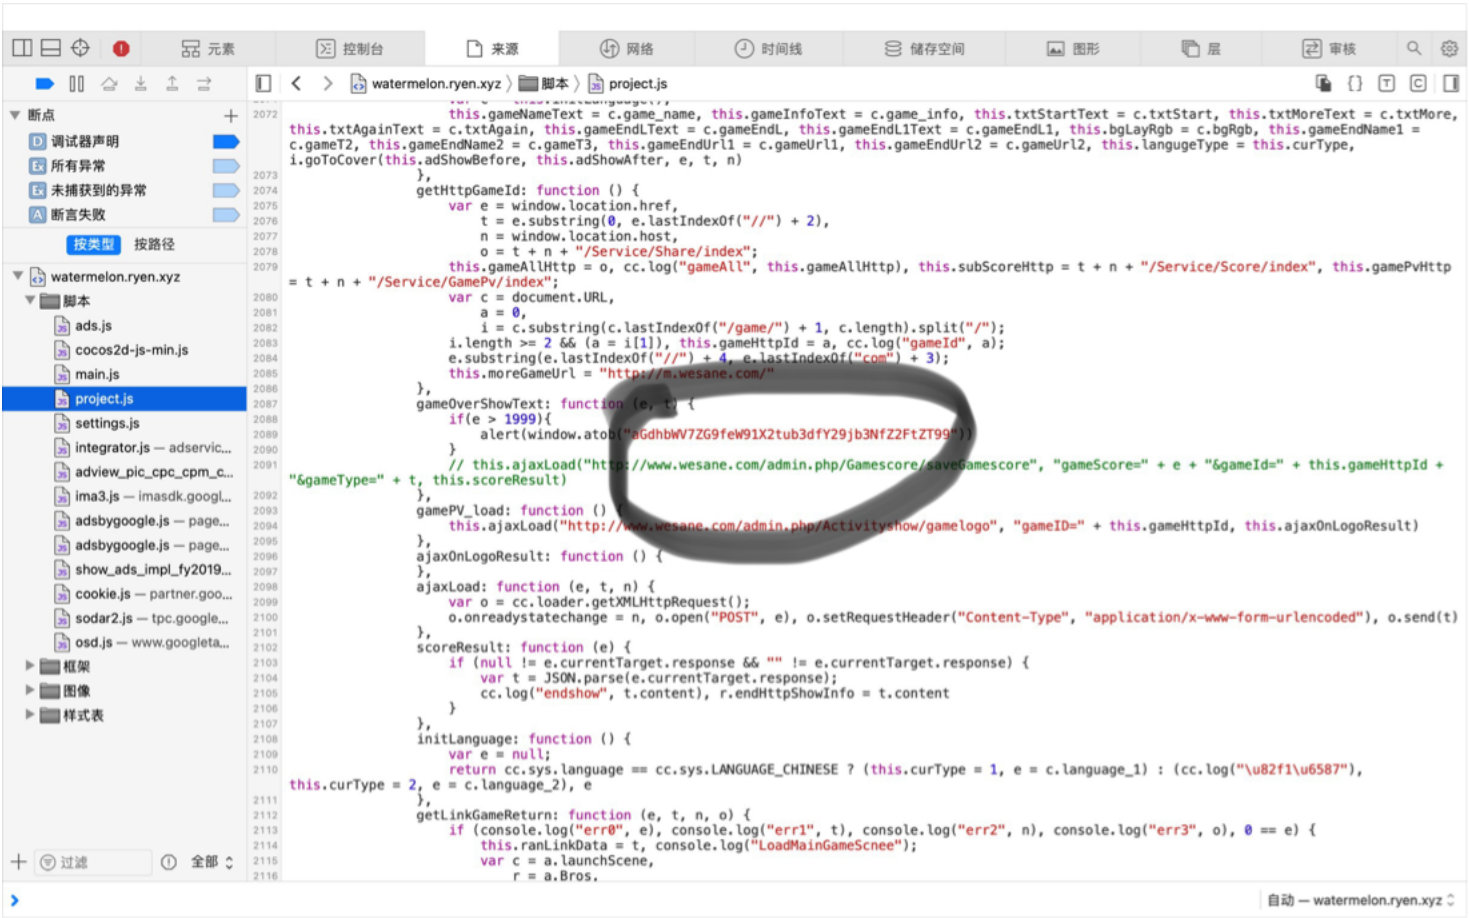 元素
控制台
来源
网络
时间线
储存空间
图形
层
审核
watermelon.ryen.xyz 〉 脚本 〉 project.js
断点
D 调试器声明
Ex 所有异常
Ex 未捕获到的异常
A 断言失败
按类型 按路径
watermelon.ryen.xyz
脚本
ads.js
cocos2d-js-min.js
main.js
project.js
settings.js
integrator.js — adservic...
adview_pic_cpc_cpm_c...
ima3.js — imasdk.googl...
adsbygoogle.js — page...
adsbygoogle.js — page...
show_ads_impl_fy2019...
cookie.js — partner.goo...
sodar2.js — tpc.google...
osd.js — www.googleta...
框架
图像
样式表
过滤
全部
2072 this.gameNameText = c.game_name, this.gameInfoText = c.game_info, this.txtStartText = c.txtStart, this.txtMoreText = c.txtMore,
this.txtAgainText = c.txtAgain, this.gameEndLText = c.gameEndL, this.gameEndL1Text = c.gameEndL1, this.bgLayRgb = c.bgRgb, this.gameEndName1 =
c.gameT2, this.gameEndName2 = c.gameT3, this.gameEndUrl1 = c.gameUrl1, this.gameEndUrl2 = c.gameUrl2, this.langugeType = this.curType,
i.goToCover(this.adShowBefore, this.adShowAfter, e, t, n)
2073 },
2074 getHttpGameId: function () {
2075 var e = window.location.href,
2076 t = e.substring(0, e.lastIndexOf("//") + 2),
2077 n = window.location.host,
2078 o = t + n + "/Service/Share/index";
2079 this.gameAllHttp = o, cc.log("gameAll", this.gameAllHttp), this.subScoreHttp = t + n + "/Service/Score/index", this.gamePvHttp
= t + n + "/Service/GamePv/index";
2080 var c = document.URL,
2081 a = 0,
2082 i = c.substring(c.lastIndexOf("/game/") + 1, c.length).split("/");
2083 i.length >= 2 && (a = i[1]), this.gameHttpId = a, cc.log("gameId", a);
2084 e.substring(e.lastIndexOf("//") + 4, e.lastIndexOf("com") + 3);
2085 this.moreGameUrl = "http://m.wesane.com/"
2086 },
2087 gameOverShowText: function (e, t) {
2088 if(e > 1999){
2089 alert(window.atob("aGdhbWV7ZG9feW91X2tub3dfY29jb3NfZ2FtZT99"))
2090 }
2091 // this.ajaxLoad("http://www.wesane.com/admin.php/Gamescore/saveGamescore", "gameScore=" + e + "&gameId=" + this.gameHttpId +
"&gameType=" + t, this.scoreResult)
2092 },
2093 gamePV_load: function () {
2094 this.ajaxLoad("http://www.wesane.com/admin.php/Activityshow/gamelogo", "gameID=" + this.gameHttpId, this.ajaxOnLogoResult)
2095 },
2096 ajaxOnLogoResult: function () {
2097 },
2098 ajaxLoad: function (e, t, n) {
2099 var o = cc.loader.getXMLHttpRequest();
2100 o.onreadystatechange = n, o.open("POST", e), o.setRequestHeader("Content-Type", "application/x-www-form-urlencoded"), o.send(t)
2101 },
2102 scoreResult: function (e) {
2103 if (null != e.currentTarget.response && "" != e.currentTarget.response) {
2104 var t = JSON.parse(e.currentTarget.response);
2105 cc.log("endshow", t.content), r.endHttpShowInfo = t.content
2106 }
2107 },
2108 initLanguage: function () {
2109 var e = null;
2110 return cc.sys.language == cc.sys.LANGUAGE_CHINESE ? (this.curType = 1, e = c.language_1) : (cc.log("\u82f1\u6587"),
this.curType = 2, e = c.language_2), e
2111 },
2112 getLinkGameReturn: function (e, t, n, o) {
2113 if (console.log("err0", e), console.log("err1", t), console.log("err2", n), console.log("err3", o), 0 == e) {
2114 this.ranLinkData = t, console.log("LoadMainGameScnee");
2115 var c = a.launchScene,
2116 r = a.Bros,
自动 — watermelon.ryen.xyz